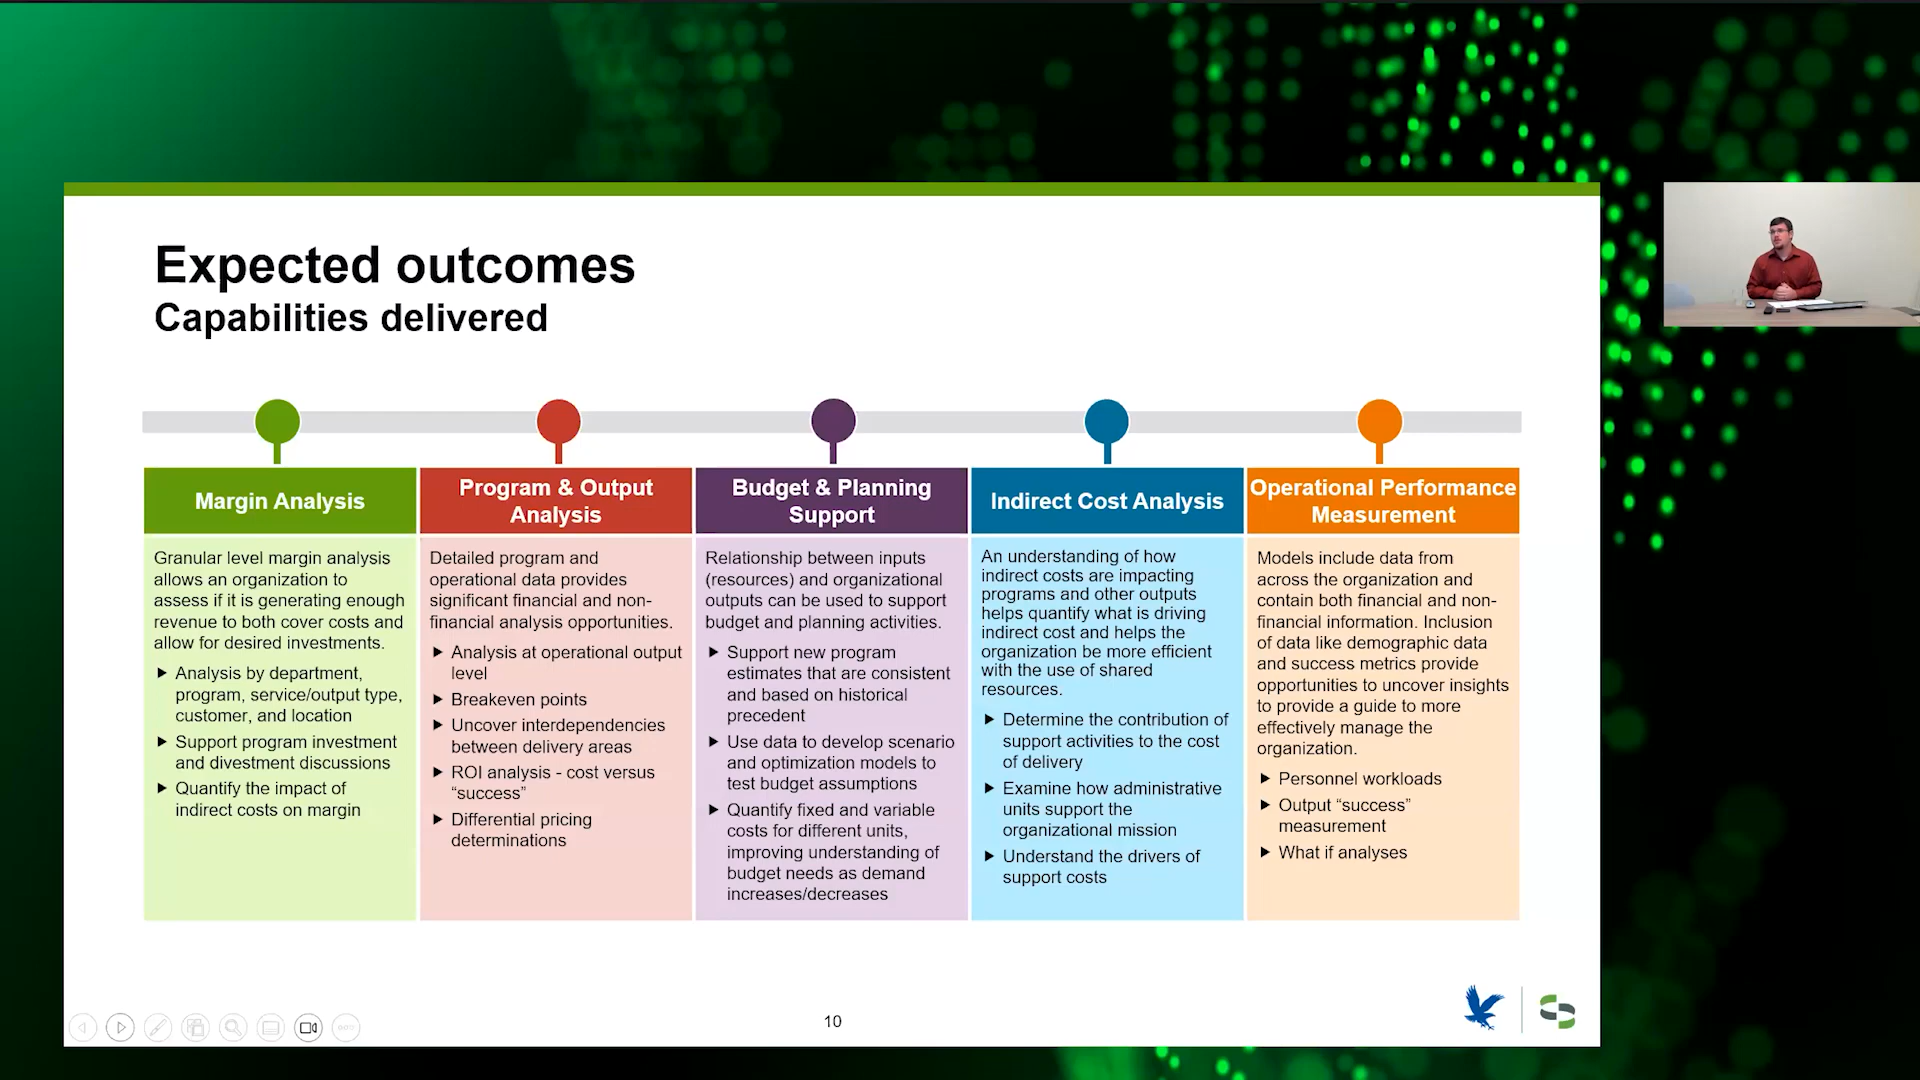 Expected outcomes
Capabilities delivered
Margin Analysis
Granular level margin analysis
allows an organization to
assess if it is generating enough
revenue to both cover costs and
allow for desired investments.
Analysis by department,
program, service/output type,
customer, and location
Support program investment
and divestment discussions
Quantify the impact of
indirect costs on margin
Program & Output
Analysis
Detailed program and
operational data provides
significant financial and non-
financial analysis opportunities.
Analysis at operational output
level
Breakeven points
Uncover interdependencies
between delivery areas
ROI analysis - cost versus
“success”
Differential pricing
determinations
Budget & Planning
Support
Relationship between inputs
(resources) and organizational
outputs can be used to support
budget and planning activities.
Support new program
estimates that are consistent
and based on historical
precedent
Use data to develop scenario
and optimization models to
test budget assumptions
Quantify fixed and variable
costs for different units,
improving understanding of
budget needs as demand
increases/decreases
Indirect Cost Analysis
An understanding of how
indirect costs are impacting
programs and other outputs
helps quantify what is driving
indirect cost and helps the
organization be more efficient
with the use of shared
resources.
Determine the contribution of
support activities to the cost
of delivery
Examine how administrative
units support the
organizational mission
Understand the drivers of
support costs
Operational Performance
Measurement
Models include data from
across the organization and
contain both financial and non-
financial information. Inclusion
of data like demographic data
and success metrics provide
opportunities to uncover insights
to provide a guide to more
effectively manage the
organization.
Personnel workloads
Output “success”
measurement
What if analyses
10